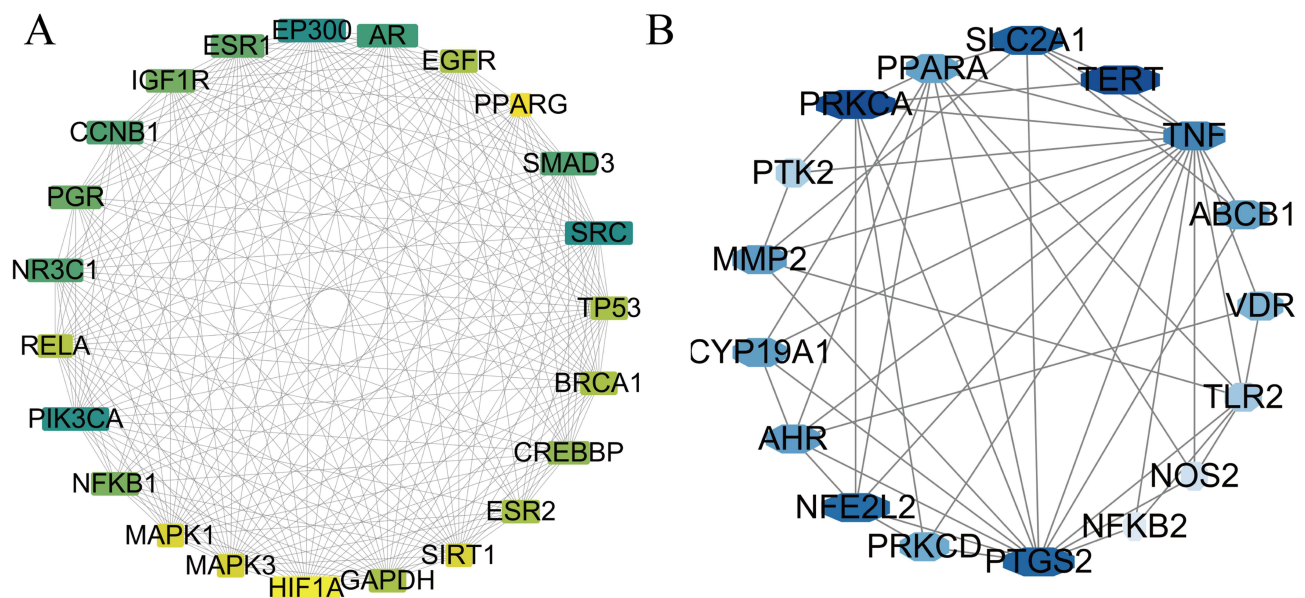 A
EP300
AR
ESR1
EGFR
IGF1R
PPARG
CCNB1
SMAD3
PGR
SRC
NR3C1
TP53
RELA
BRCA1
PIK3CA
CREBBP
NFKB1
ESR2
MAPK1
SIRT1
MAPK3
HIF1A
GAPDH
B
SLC2A1
PPARA
TERT
PRKCA
TNF
PTK2
ABCB1
MMP2
VDR
CYP19A1
TLR2
AHR
NOS2
NFE2L2
NFKB2
PRKCD
PTGS2